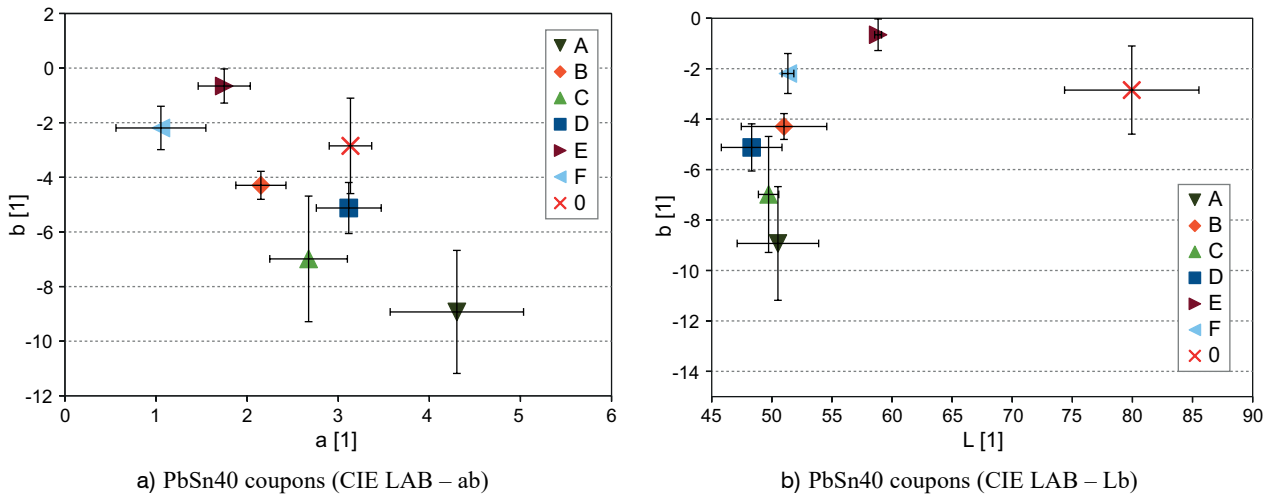 2
0
-2
-4
-6
-8
-10
-12
b [1]
0 1 2 3 4 5 6
a [1]
A
B
C
D
E
F
0
a) PbSn40 coupons (CIE LAB – ab)
0
-2
-4
-6
-8
-10
-12
-14
b [1]
45 50 55 60 65 70 75 80 85 90
L [1]
A
B
C
D
E
F
0
b) PbSn40 coupons (CIE LAB – Lb)